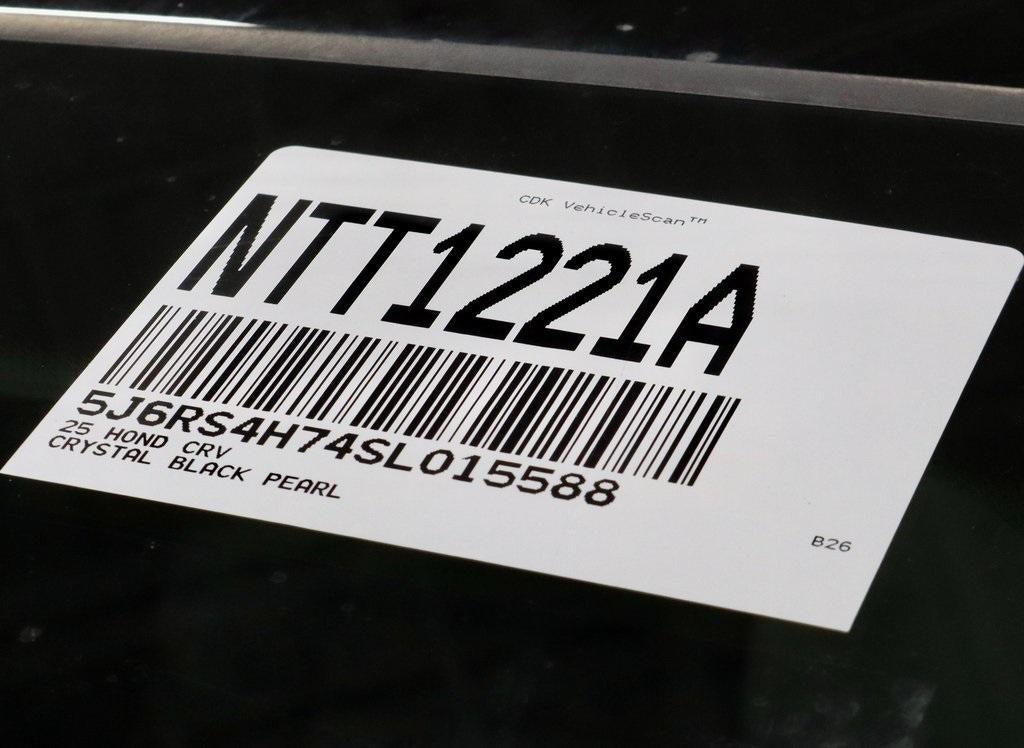 CDK VehicleScan™
NTT1221A
5J6RS4H74SL015588
25 HOND CRV
CRYSTAL BLACK PEARL
B26